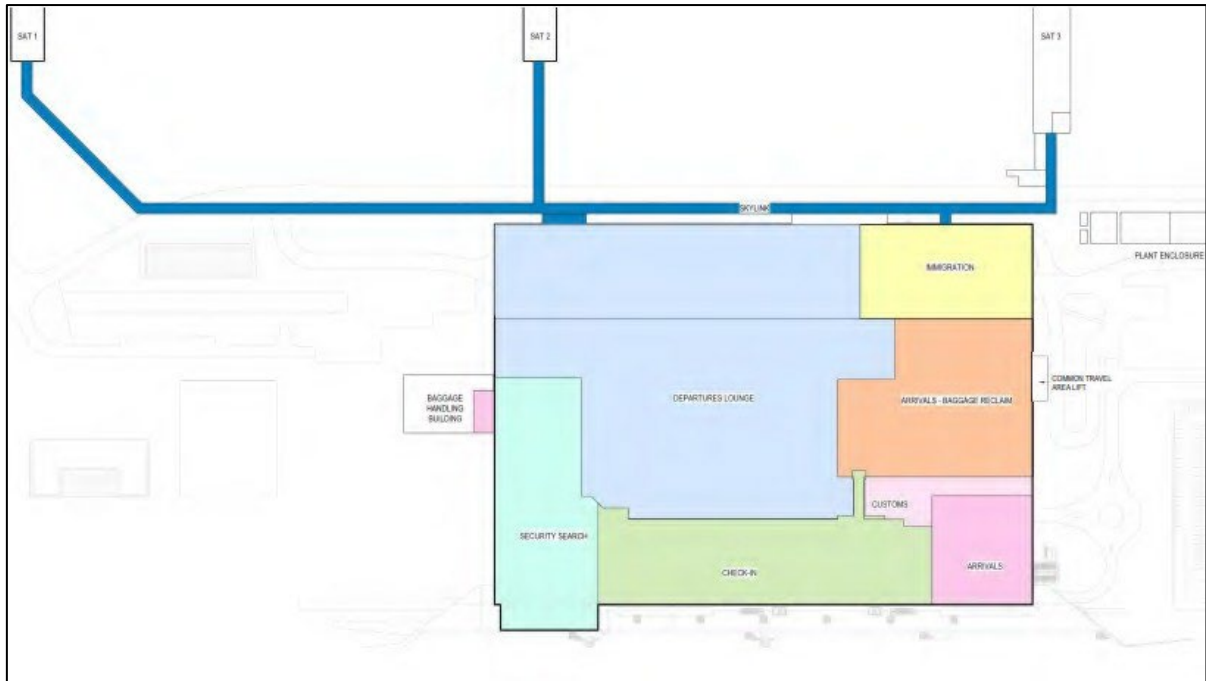 SAT 1
SAT 2
SAT 3
SKYLINK
PLANT ENCLOSURE
IMMIGRATION
COMMON TRAVEL
AREA LIFT
BAGGAGE
HANDLING
BUILDING
DEPARTURES LOUNGE
ARRIVALS - BAGGAGE RECLAIM
CUSTOMS
SECURITY SEARCH
CHECK-IN
ARRIVALS